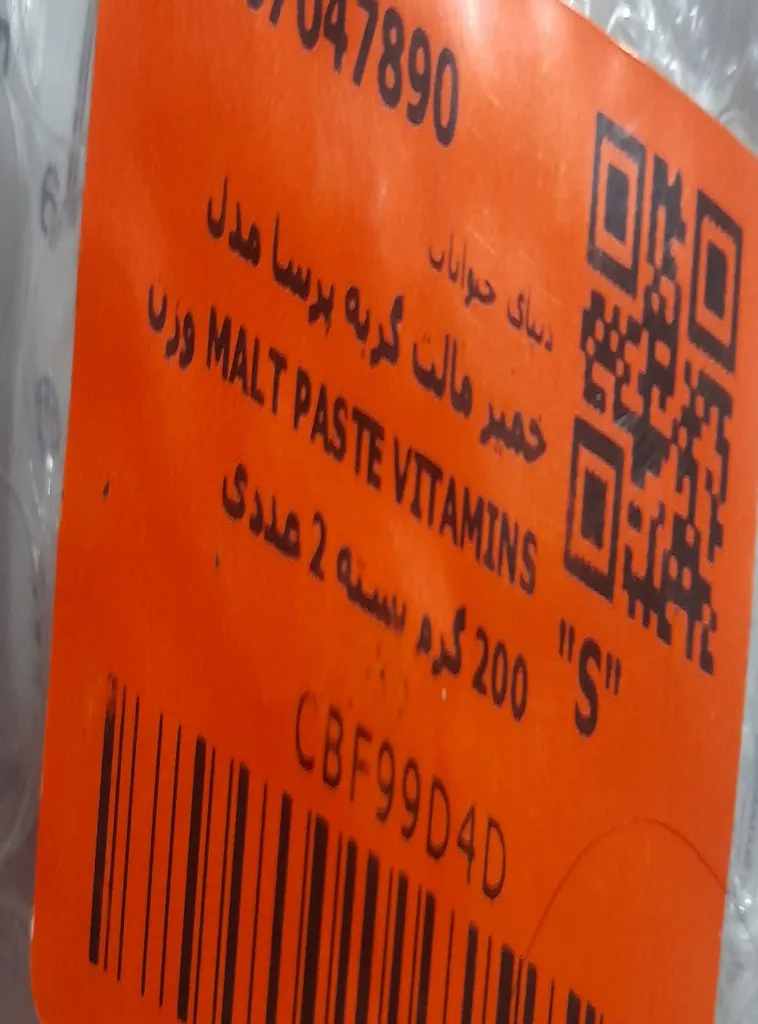 7047890
دنیای حیوانات
خمیر مالت گربه پرسا مدل
MALT PASTE VITAMINS وزن
200 گرم بسته 2 عددی
"S"
CBF99D4D